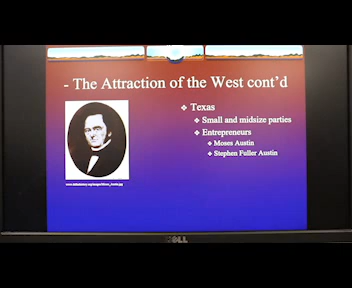 - The Attraction of the West cont'd
Texas
Small and midsize parties
Entrepreneurs
Moses Austin
Stephen Fuller Austin
DELL